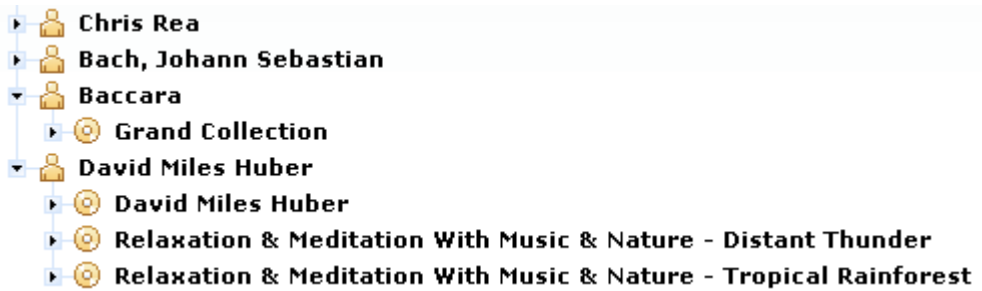 Chris Rea
Bach, Johann Sebastian
Baccara
Grand Collection
David Miles Huber
David Miles Huber
Relaxation & Meditation With Music & Nature - Distant Thunder
Relaxation & Meditation With Music & Nature - Tropical Rainforest